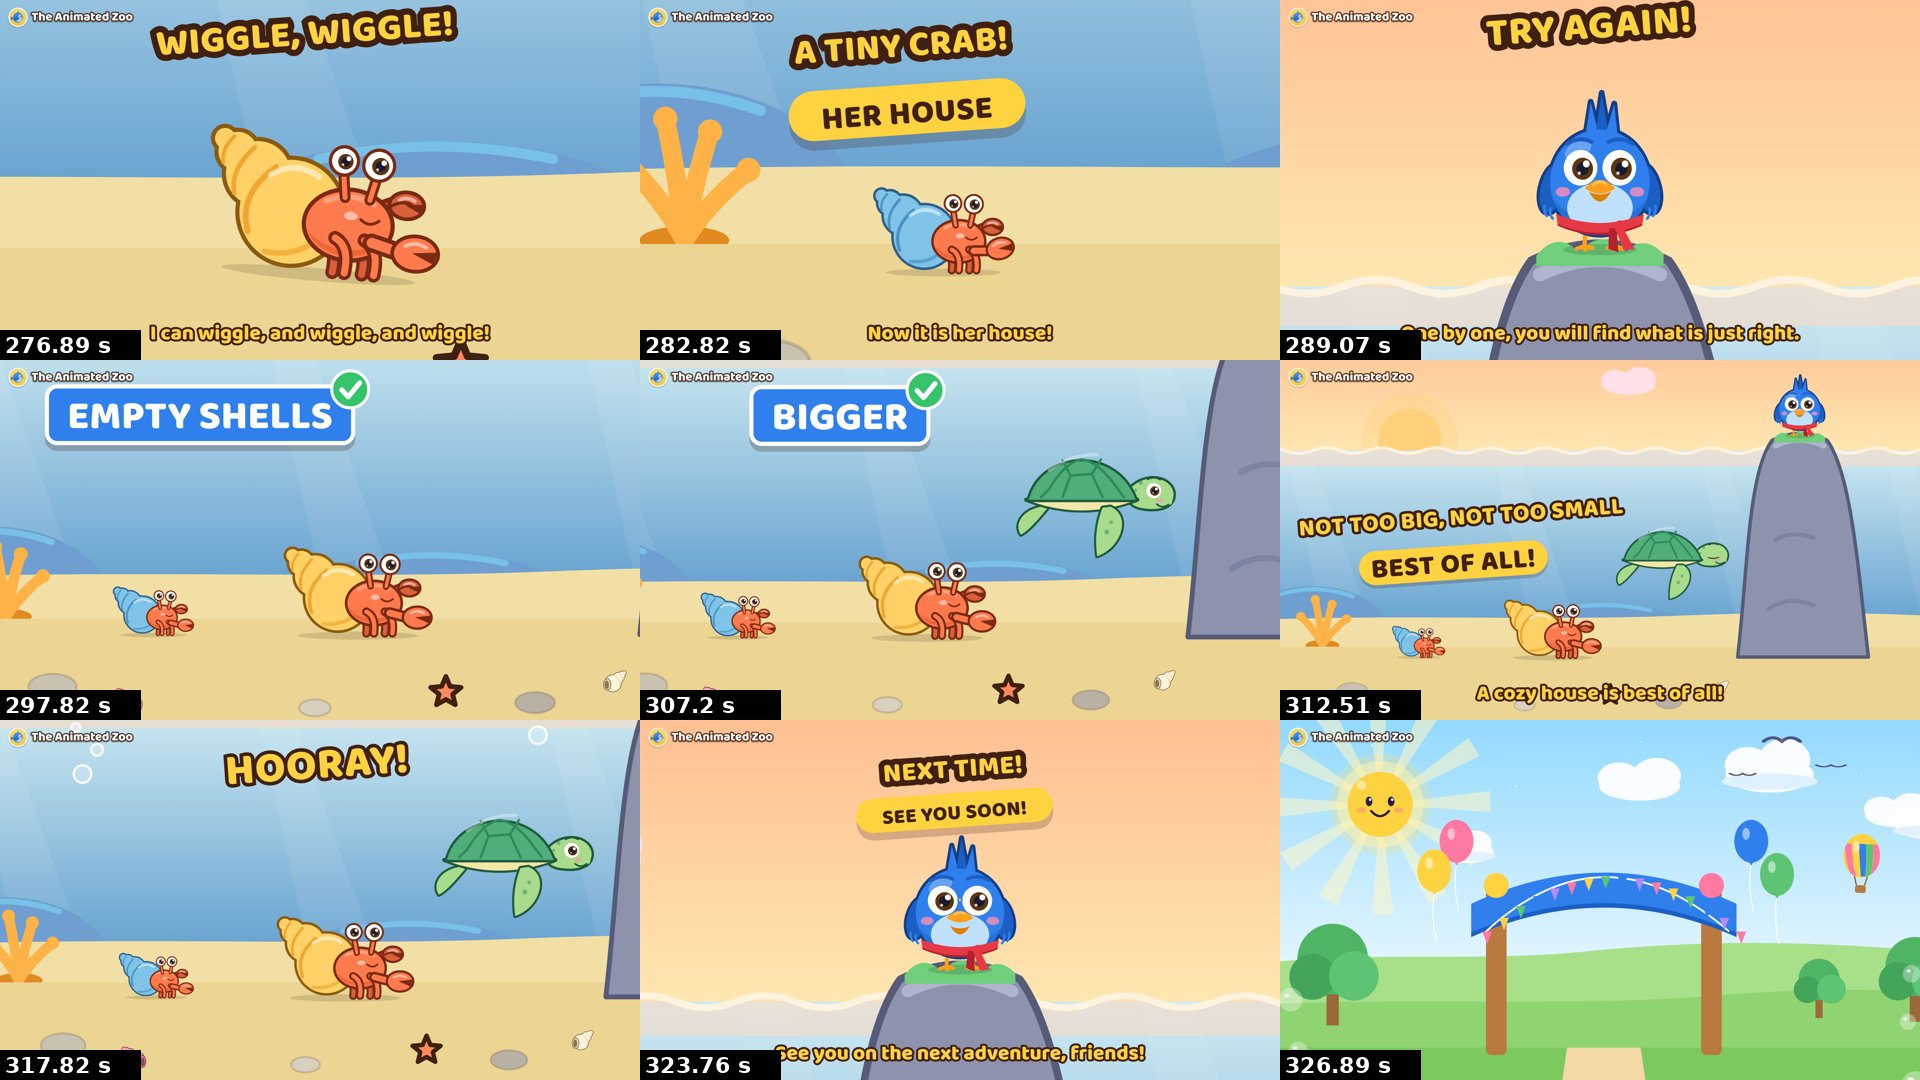 The Animated Zoo
WIGGLE, WIGGLE!
I can wiggle, and wiggle, and wiggle!
276.89 s
The Animated Zoo
A TINY CRAB!
HER HOUSE
Now it is her house!
282.82 s
The Animated Zoo
TRY AGAIN!
One by one, you will find what is just right.
289.07 s
The Animated Zoo
EMPTY SHELLS
297.82 s
The Animated Zoo
BIGGER
307.2 s
The Animated Zoo
NOT TOO BIG, NOT TOO SMALL
BEST OF ALL!
A cozy house is best of all!
312.51 s
The Animated Zoo
HOORAY!
317.82 s
The Animated Zoo
NEXT TIME!
SEE YOU SOON!
See you on the next adventure, friends!
323.76 s
The Animated Zoo
326.89 s